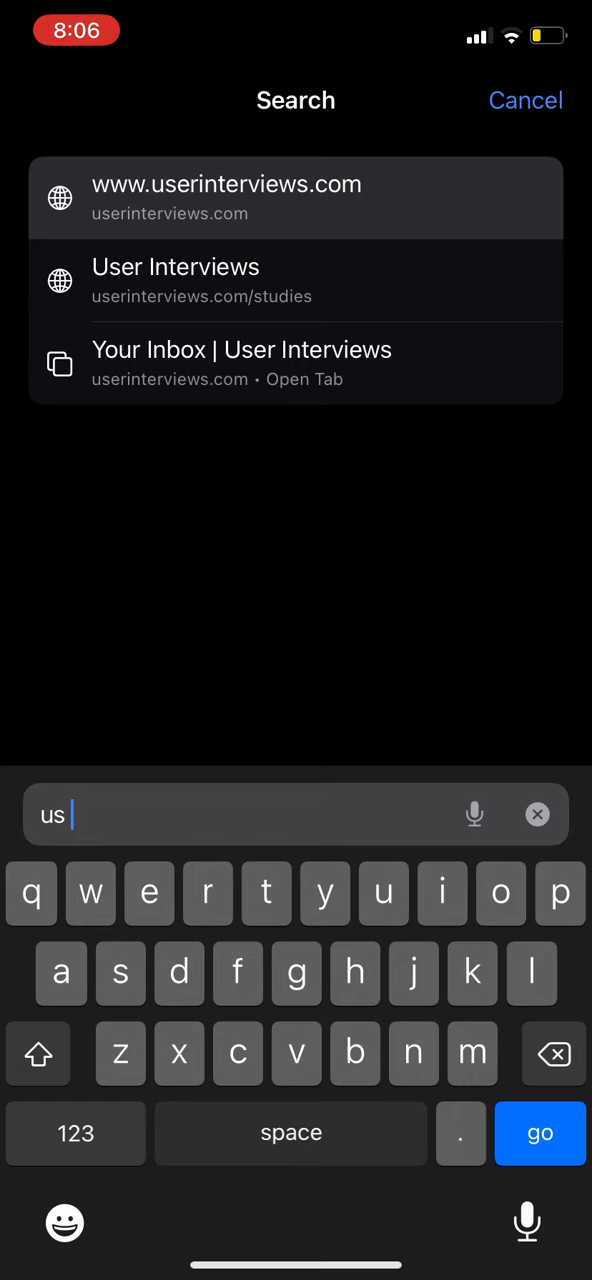 8:06
Search
Cancel
www.userinterviews.com
userinterviews.com
User Interviews
userinterviews.com/studies
Your Inbox | User Interviews
userinterviews.com • Open Tab
us
q w e r t y u i o p
a s d f g h j k l
z x c v b n m
123 space . go